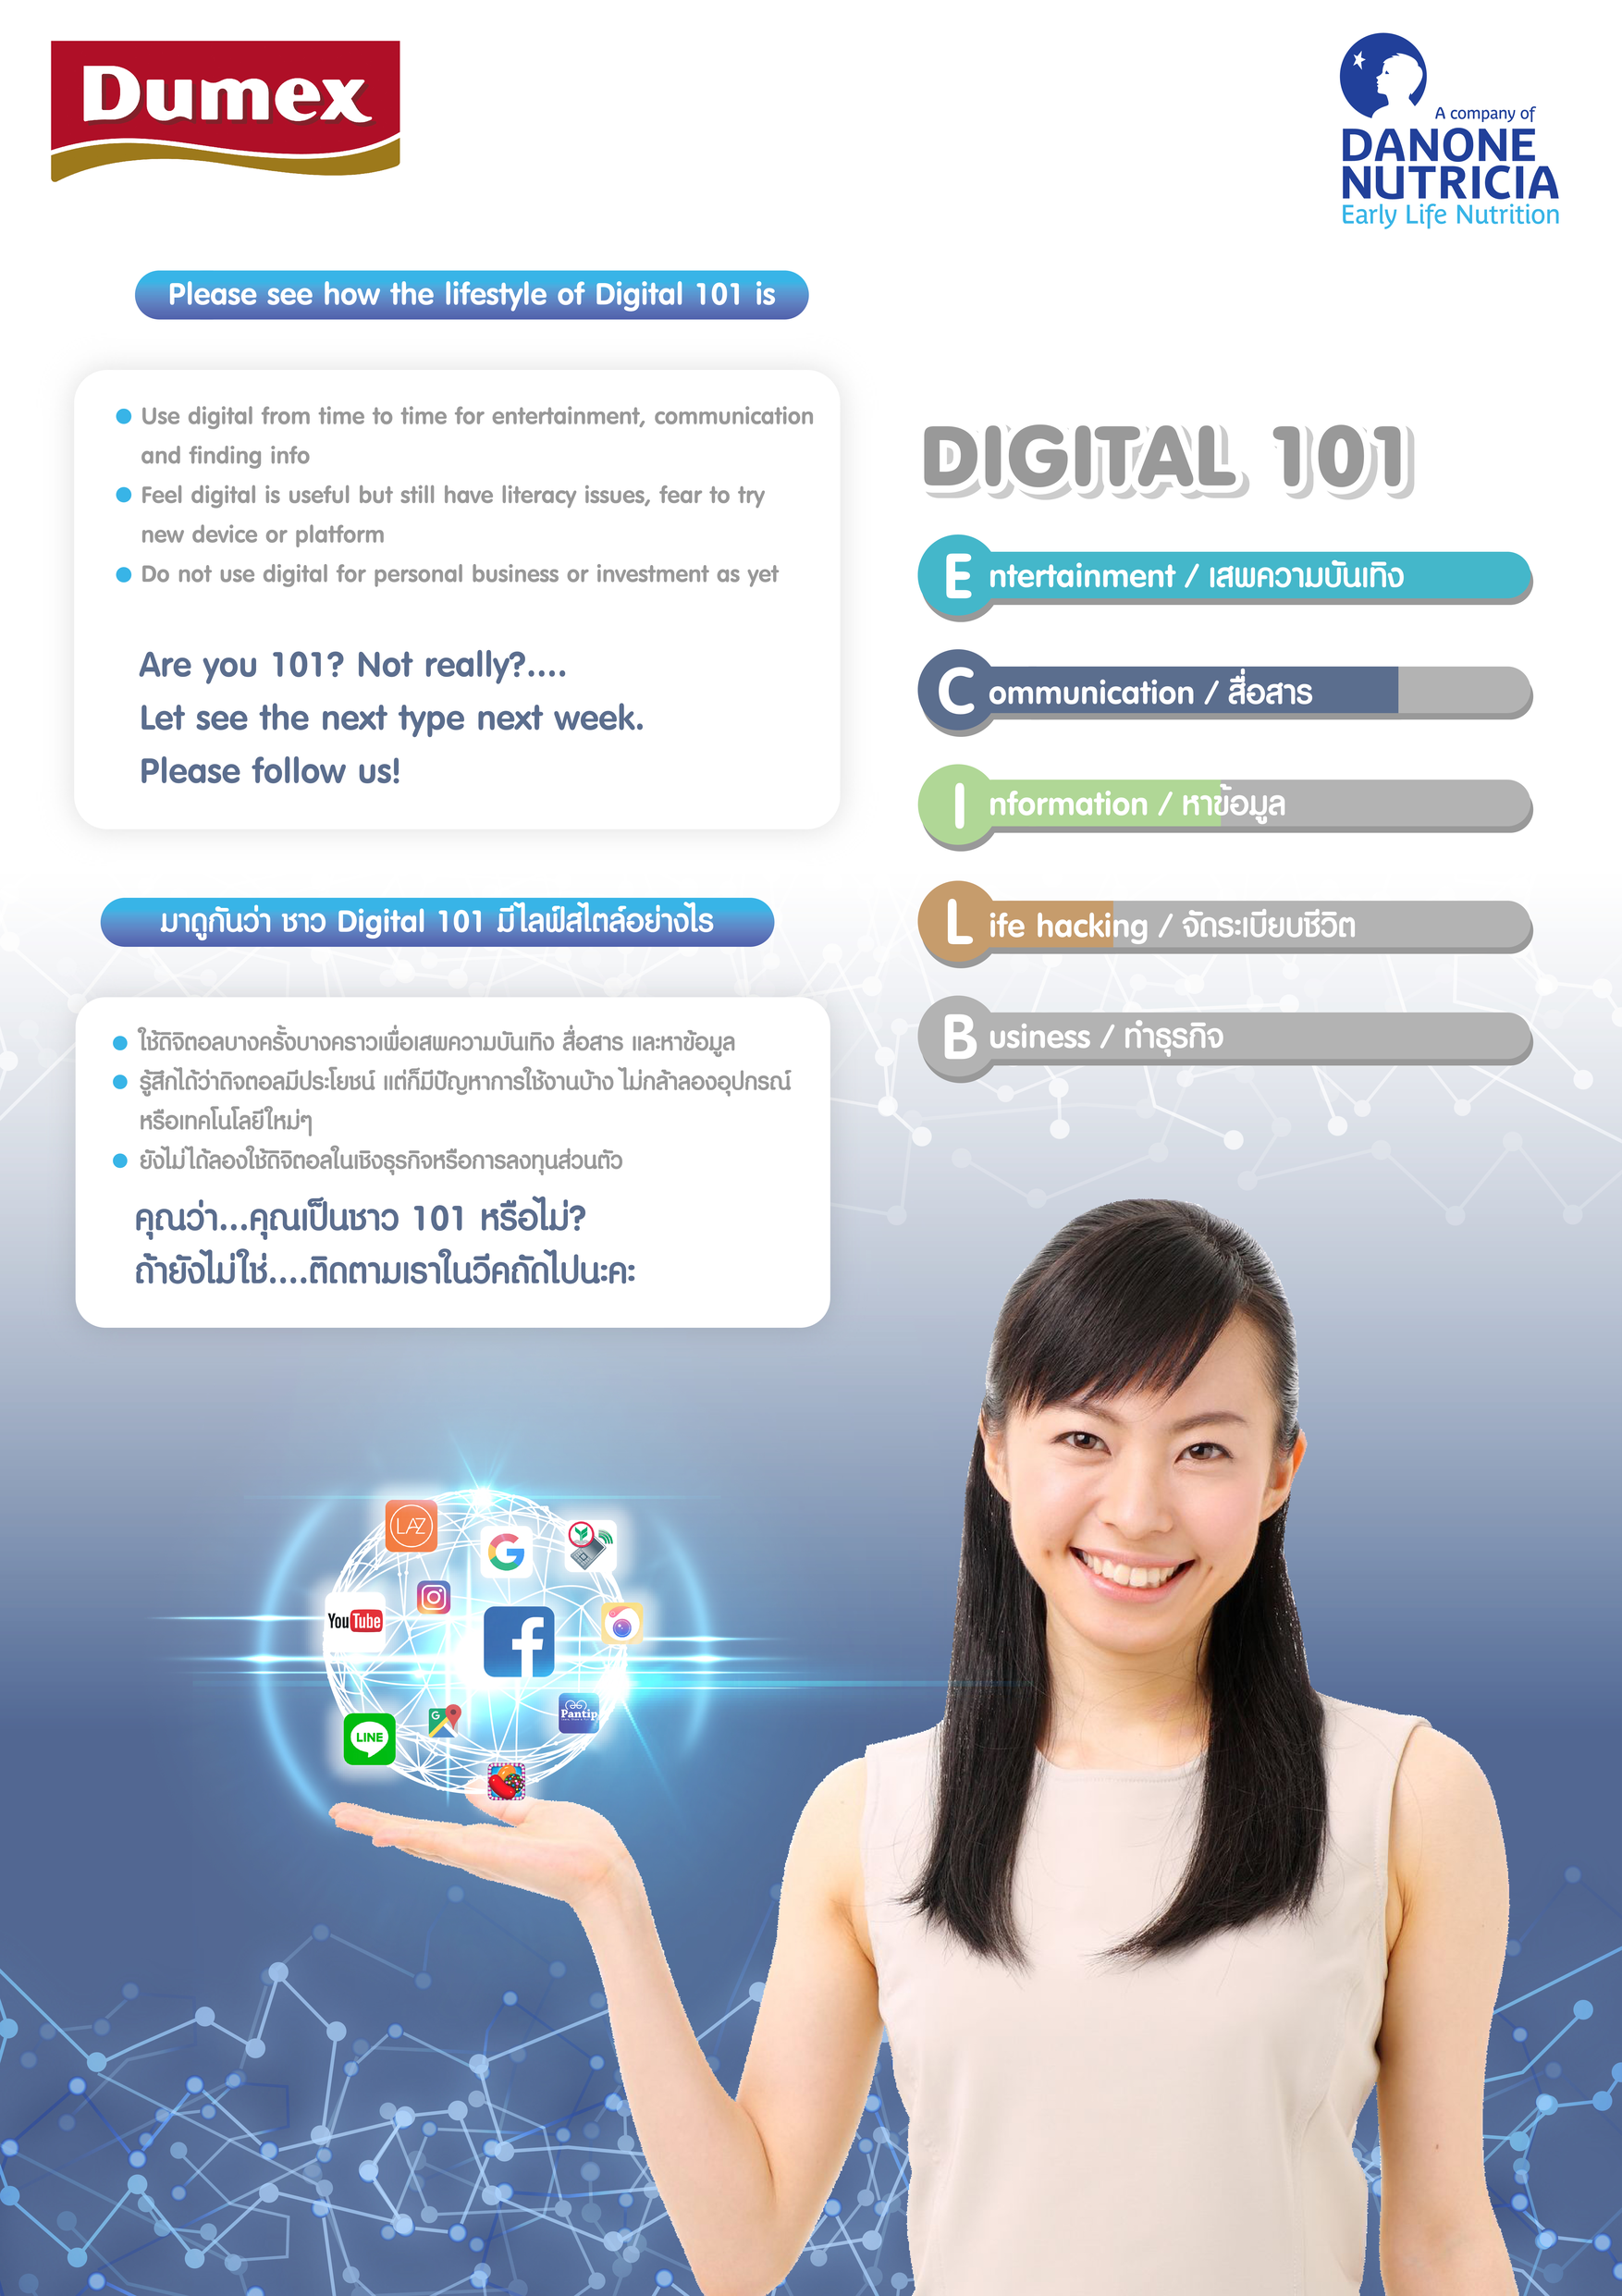 Dumex
A company of
DANONE
NUTRICIA
Early Life Nutrition
Please see how the lifestyle of Digital 101 is
Use digital from time to time for entertainment, communication
and finding info
Feel digital is useful but still have literacy issues, fear to try
new device or platform
Do not use digital for personal business or investment as yet
Are you 101? Not really?....
Let see the next type next week.
Please follow us!
DIGITAL 101
Entertainment / เสพความบันเทิง
Communication / สื่อสาร
Information / หาข้อมูล
Life hacking / จัดระเบียบชีวิต
Business / ทำธุรกิจ
มาดูกันว่า ชาว Digital 101 มีไลฟ์สไตล์อย่างไร
ใช้ดิจิตอลบางครั้งบางคราวเพื่อเสพความบันเทิง สื่อสาร และหาข้อมูล
รู้สึกได้ว่าดิจตอลมีประโยชน์ แต่ก็มีปัญหาการใช้งานบ้าง ไม่กล้าลองอุปกรณ์
หรือเทคโนโลยีใหม่ๆ
ยังไม่ได้ลองใช้ดิจิตอลในเชิงธุรกิจหรือการลงทุนส่วนตัว
คุณว่า...คุณเป็นชาว 101 หรือไม่?
ถ้ายังไม่ใช่....ติดตามเราในวีคถัดไปนะคะ
LAZ
G
YouTube
f
G
Pantip
LINE